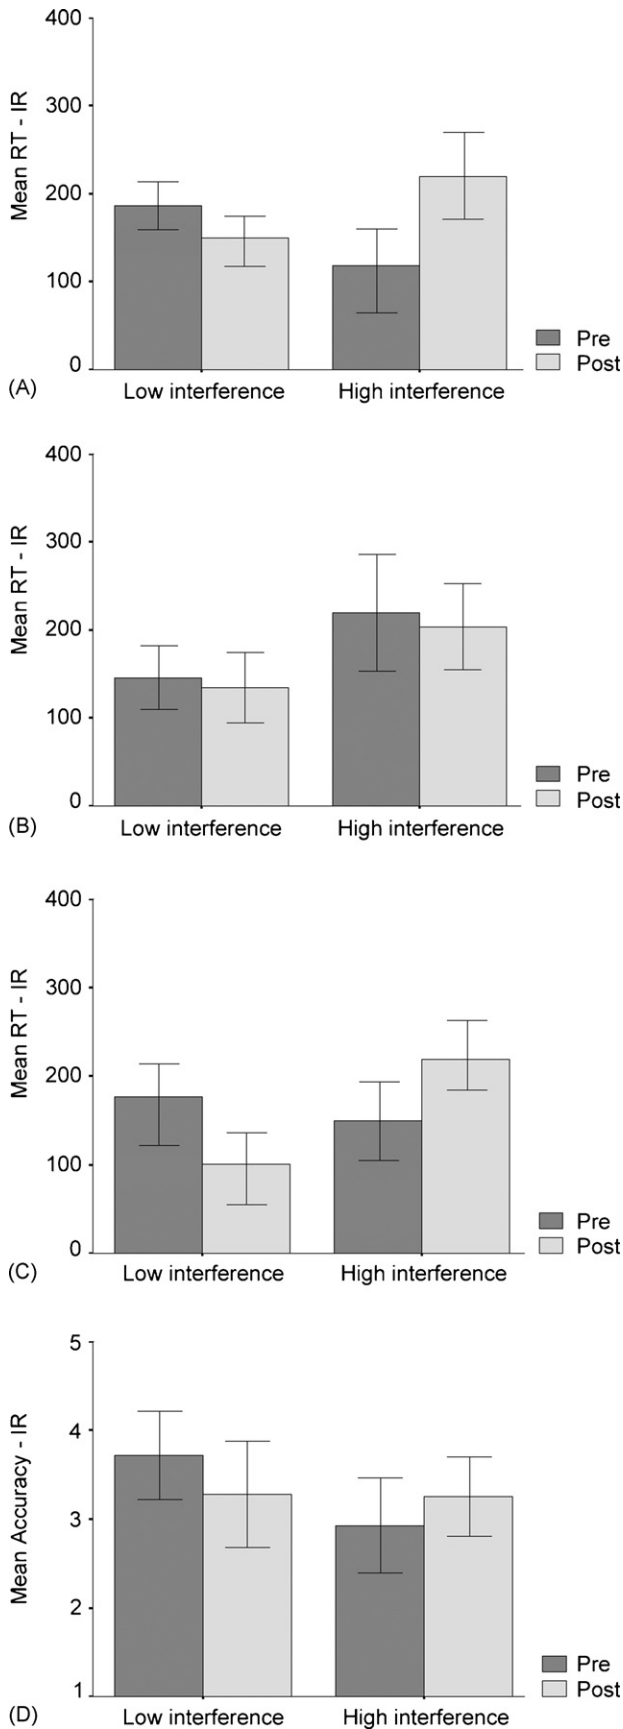 400
300
200
100
0
Mean RT - IR
Low interference
High interference
Pre
Post
(A)
400
300
200
100
0
Mean RT - IR
Low interference
High interference
Pre
Post
(B)
400
300
200
100
0
Mean RT - IR
Low interference
High interference
Pre
Post
(C)
5
4
3
2
1
Mean Accuracy - IR
Low interference
High interference
Pre
Post
(D)